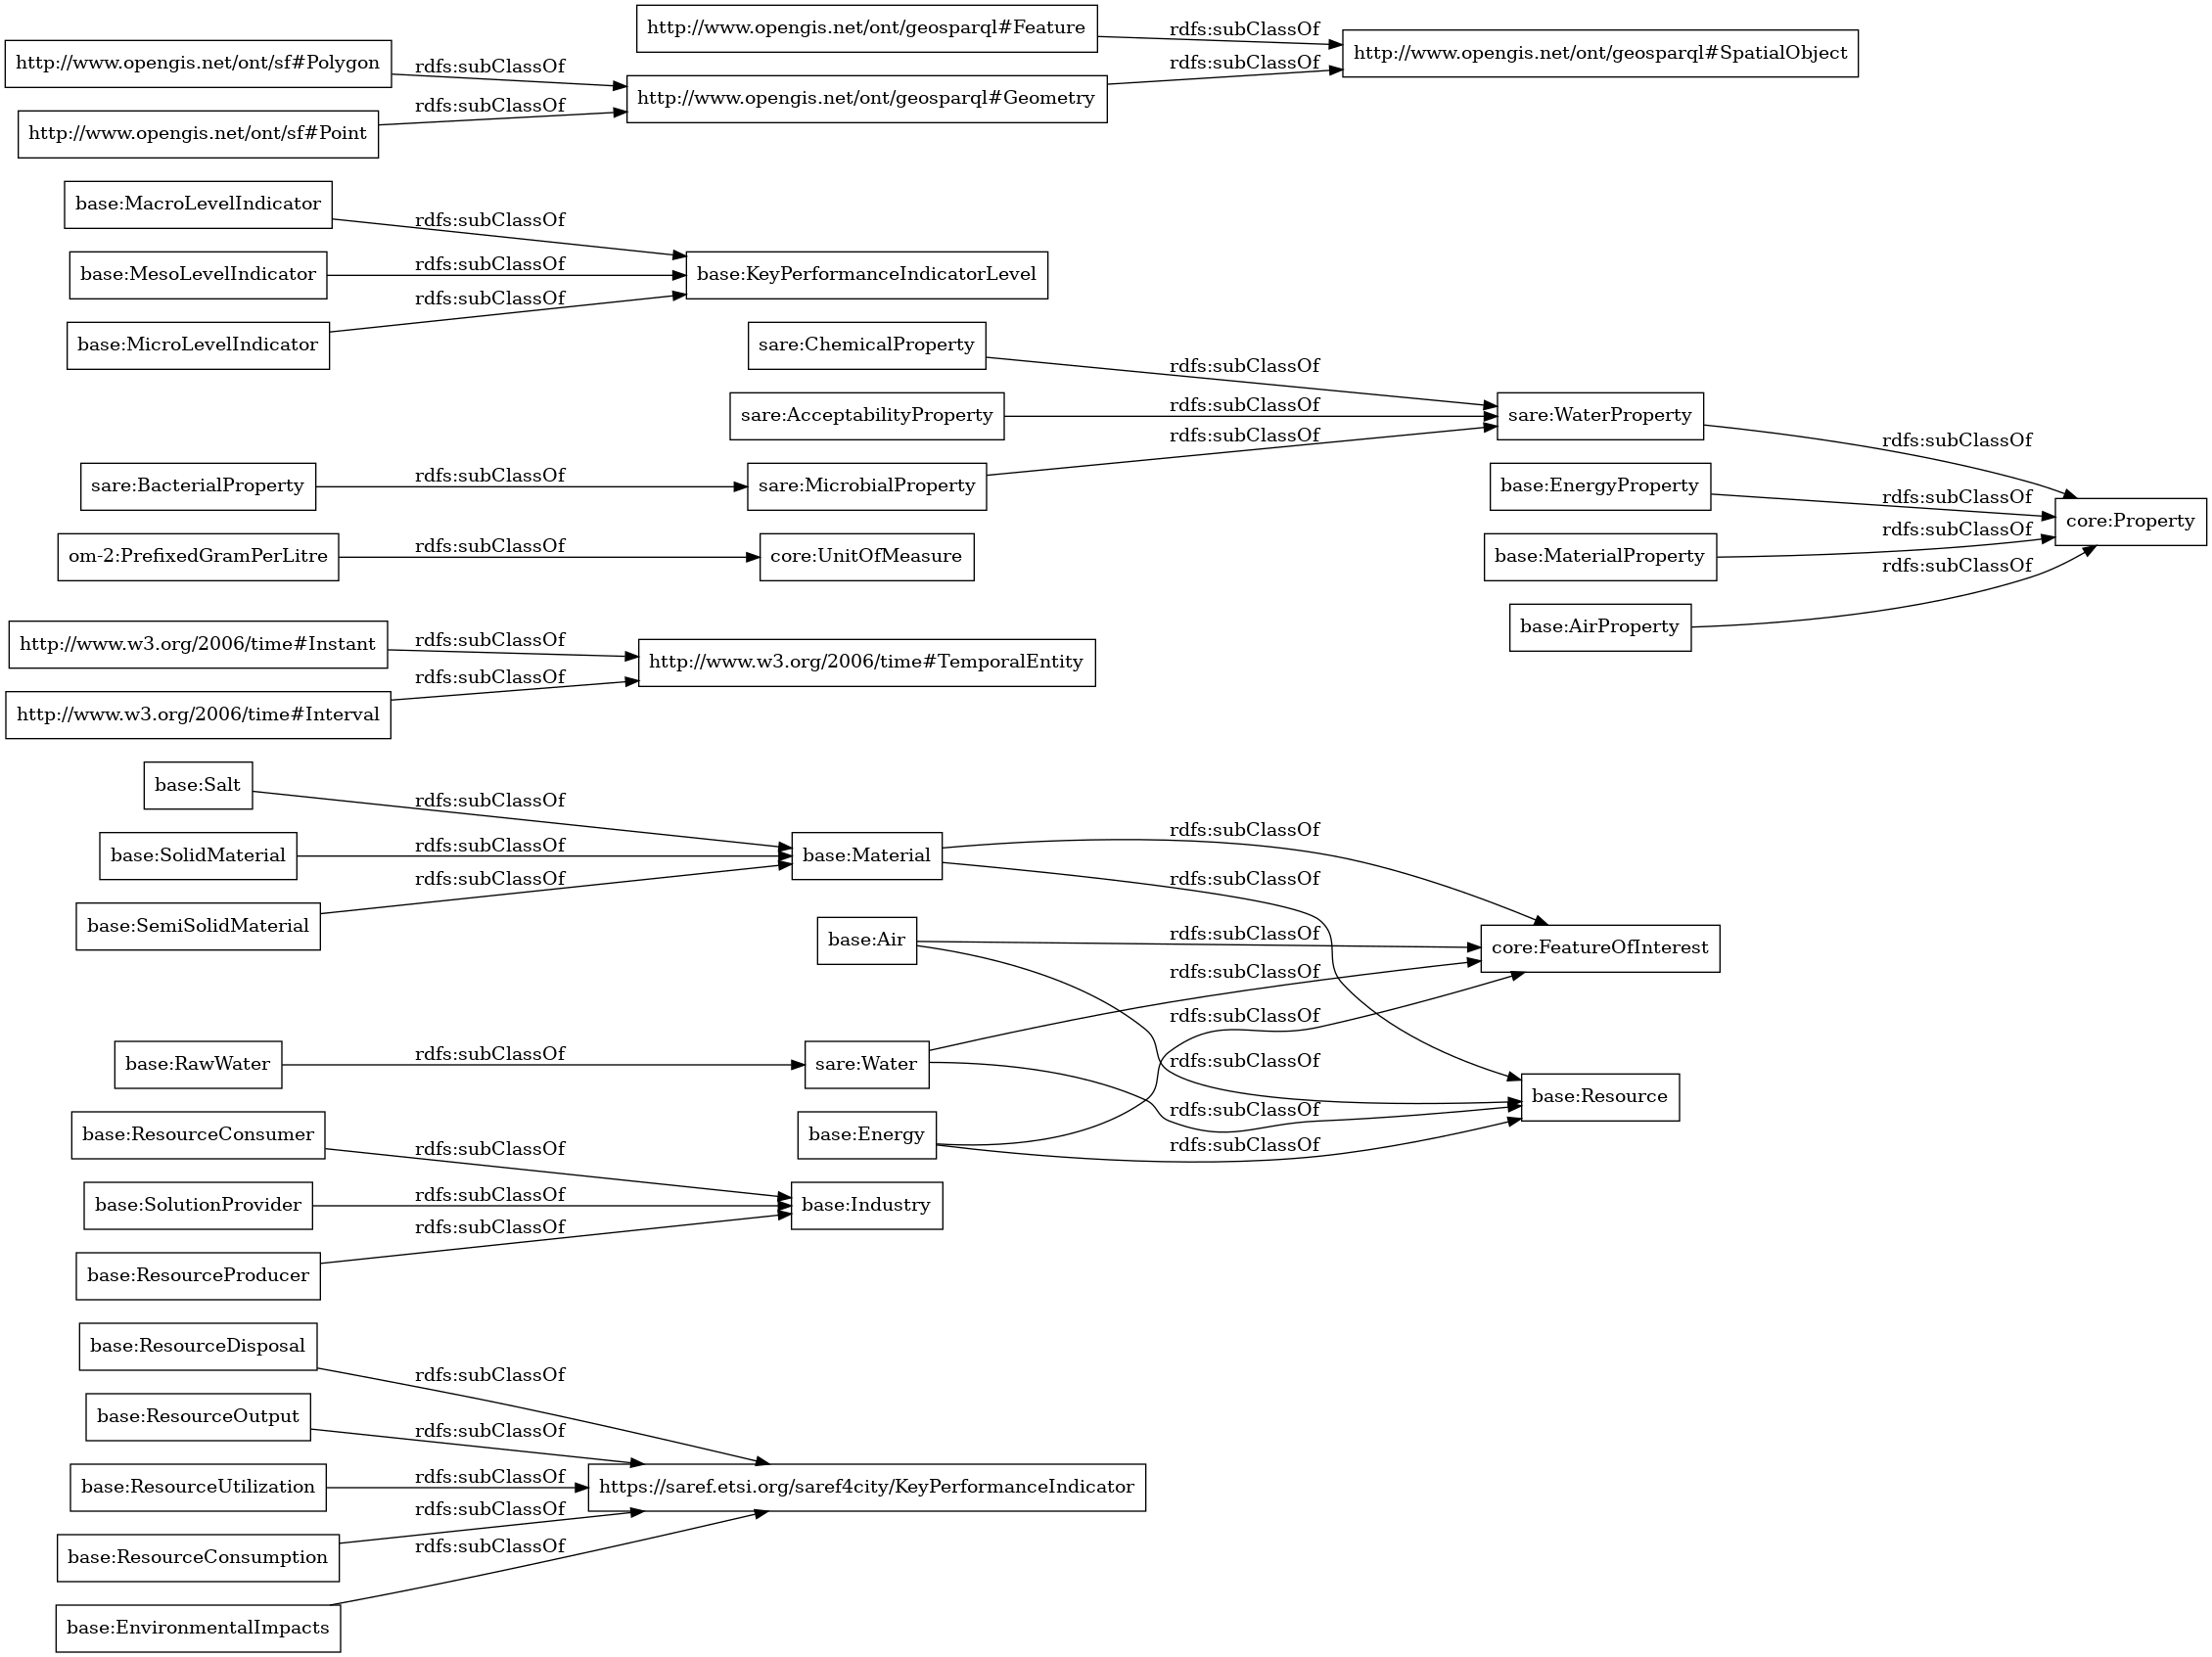 http://www.opengis.net/ont/geosparql#Feature
rdfs:subClassOf
http://www.opengis.net/ont/sf#Polygon
rdfs:subClassOf
http://www.opengis.net/ont/geosparql#SpatialObject
rdfs:subClassOf
http://www.opengis.net/ont/geosparql#Geometry
rdfs:subClassOf
http://www.opengis.net/ont/sf#Point
base:MacroLevelIndicator
rdfs:subClassOf
base:MesoLevelIndicator
rdfs:subClassOf
base:KeyPerformanceIndicatorLevel
rdfs:subClassOf
base:MicroLevelIndicator
sare:ChemicalProperty
rdfs:subClassOf
sare:AcceptabilityProperty
rdfs:subClassOf
sare:WaterProperty
rdfs:subClassOf
rdfs:subClassOf
sare:BacterialProperty
rdfs:subClassOf
sare:MicrobialProperty
base:EnergyProperty
rdfs:subClassOf
core:Property
om-2:PrefixedGramPerLitre
rdfs:subClassOf
core:UnitOfMeasure
base:MaterialProperty
rdfs:subClassOf
rdfs:subClassOf
base:AirProperty
http://www.w3.org/2006/time#Instant
rdfs:subClassOf
http://www.w3.org/2006/time#TemporalEntity
rdfs:subClassOf
http://www.w3.org/2006/time#Interval
base:Salt
rdfs:subClassOf
base:SolidMaterial
rdfs:subClassOf
base:Material
rdfs:subClassOf
rdfs:subClassOf
base:SemiSolidMaterial
rdfs:subClassOf
base:Air
rdfs:subClassOf
core:FeatureOfInterest
rdfs:subClassOf
rdfs:subClassOf
base:RawWater
rdfs:subClassOf
sare:Water
rdfs:subClassOf
base:Resource
rdfs:subClassOf
base:ResourceConsumer
rdfs:subClassOf
base:Energy
rdfs:subClassOf
base:SolutionProvider
rdfs:subClassOf
base:Industry
rdfs:subClassOf
base:ResourceProducer
base:ResourceDisposal
rdfs:subClassOf
base:ResourceOutput
rdfs:subClassOf
base:ResourceUtilization
rdfs:subClassOf
https://saref.etsi.org/saref4city/KeyPerformanceIndicator
rdfs:subClassOf
base:ResourceConsumption
rdfs:subClassOf
base:EnvironmentalImpacts